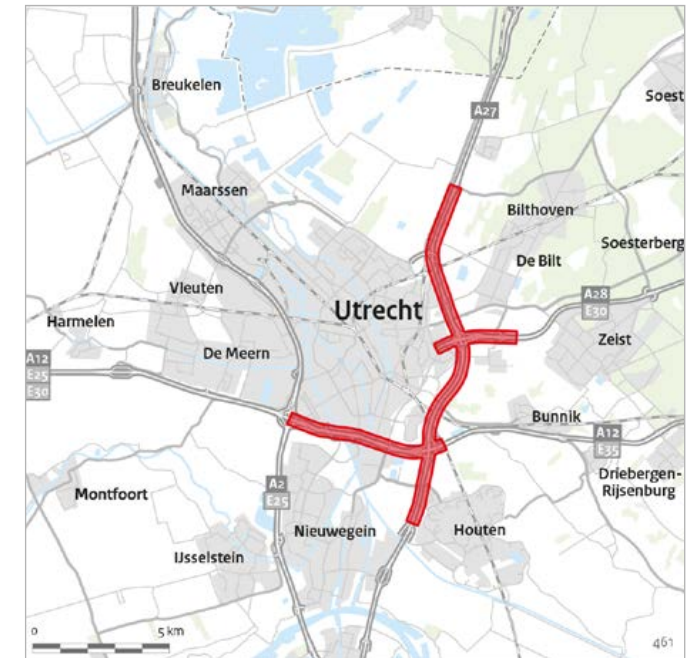 Breukelen
A27
Soest
Maarssen
Bilthoven
Soesterberg
De Bilt
Vleuten
A28
E30
Utrecht
Harmelen
Zeist
De Meern
A12
E25
E30
Bunnik
A12
E35
Driebergen-
Rijsenburg
A2
E25
Montfoort
Nieuwegein
Houten
IJsselstein
0 5 km
461